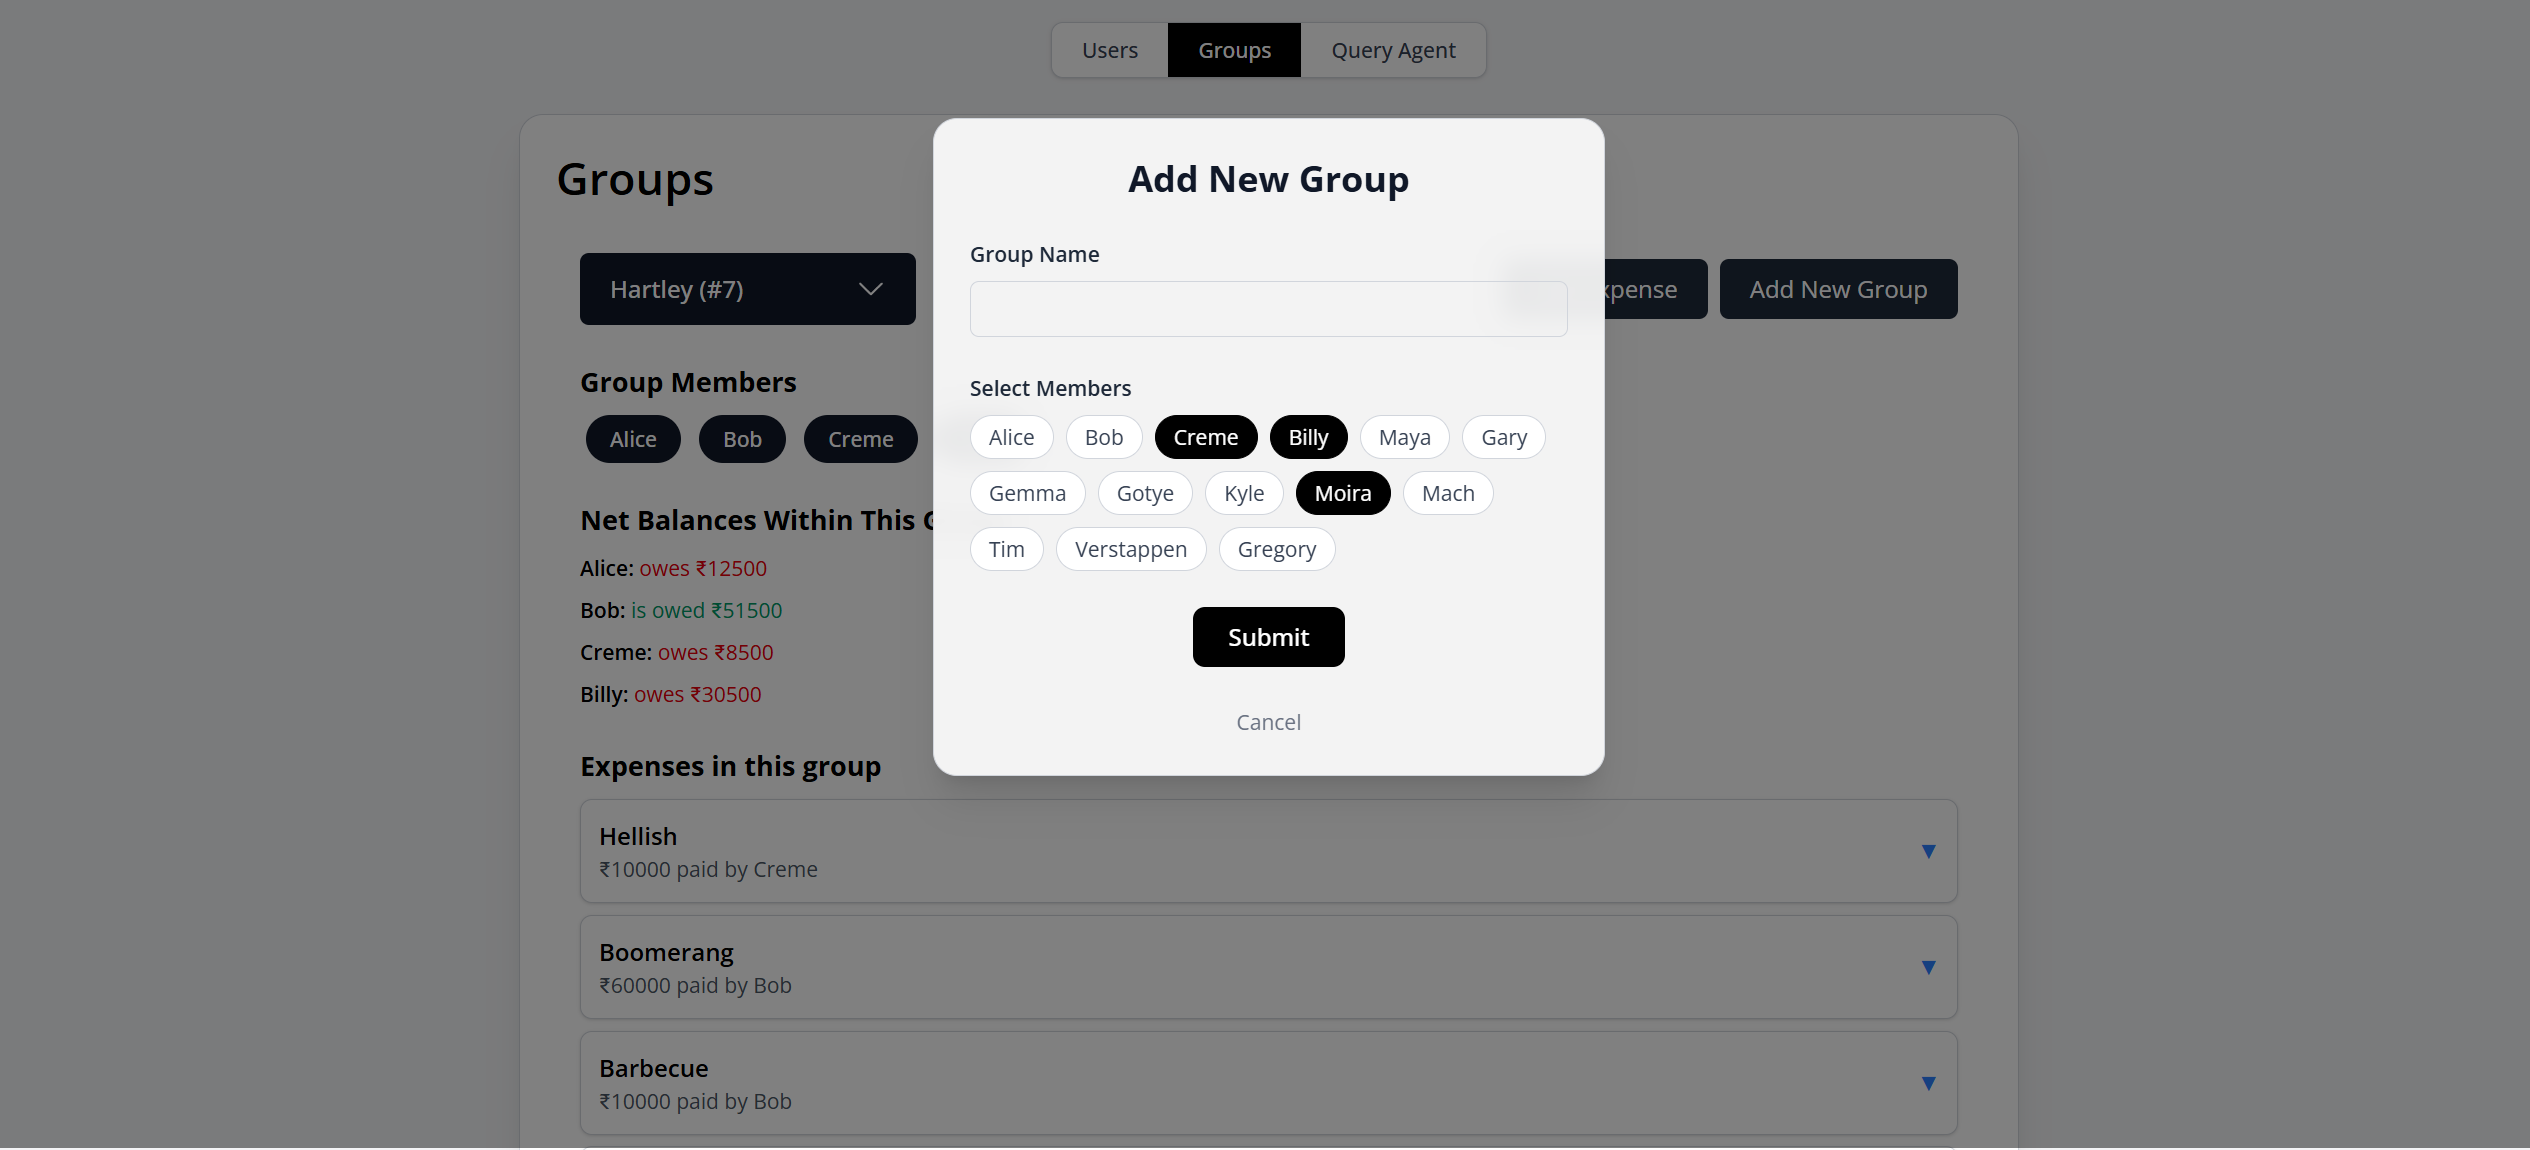 Users Groups Query Agent
Groups
Hartley (#7)
Add New Group
Group Members
Alice Bob Creme
Net Balances Within This
Alice: owes ₹12500
Bob: is owed ₹51500
Creme: owes ₹8500
Billy: owes ₹30500
Expenses in this group
Hellish
₹10000 paid by Creme
Boomerang
₹60000 paid by Bob
Barbecue
₹10000 paid by Bob
Add New Group
Group Name
Select Members
Alice Bob Creme Billy Maya Gary
Gemma Gotye Kyle Moira Mach
Tim Verstappen Gregory
Submit
Cancel